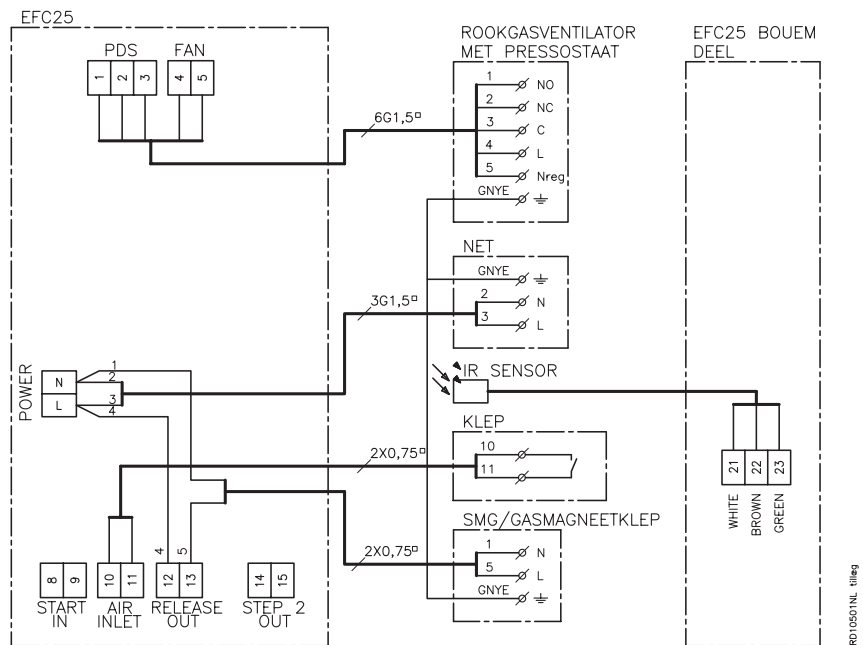 EFC25
PDS FAN
1 2 3 4 5
6G1,5□
ROOKGASVENTILATOR
MET PRESSOSTAAT
1 NO
2 NC
3 C
4 L
5 Nreg
GNYE
EFC25 BOUEM
DEEL
NET
GNYE
2 N
3 L
3G1,5□
POWER
N
L
1
2
3
4
IR SENSOR
KLEP
10
11
2X0,75□
21 22 23
WHITE
BROWN
GREEN
SMG/GASMAGNEETKLEP
1 N
5 L
GNYE
2X0,75□
4 5
8 9 10 11 12 13 14 15
START
IN
AIR
INLET
RELEASE
OUT
STEP 2
OUT
RD10501NL tillæg